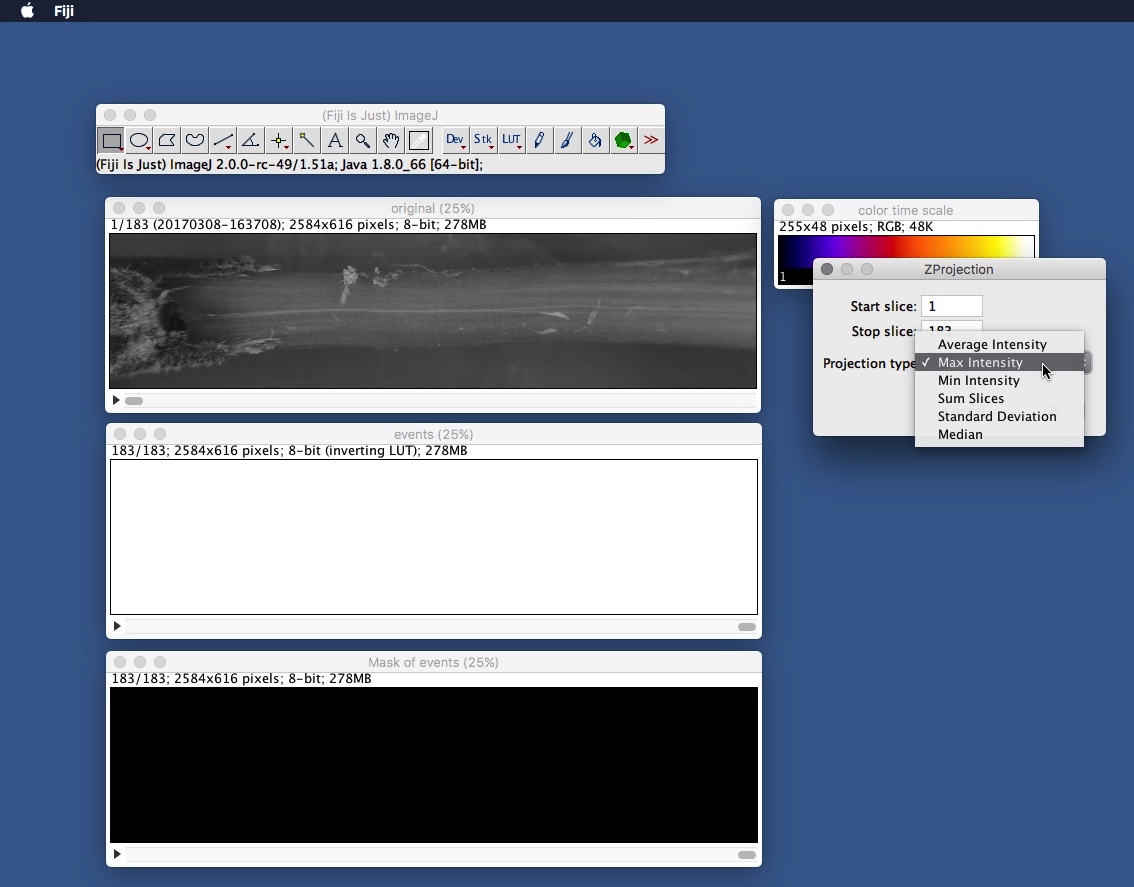 Fiji
(Fiji Is Just) ImageJ
Dev Stk LUT
(Fiji Is Just) ImageJ 2.0.0-rc-49/1.51a; Java 1.8.0_66 [64-bit];
original (25%)
1/183 (20170308-163708); 2584x616 pixels; 8-bit; 278MB
color time scale
255x48 pixels; RGB; 48K
1
ZProjection
Start slice: 1
Stop slice: 183
Projection type
Average Intensity
✓ Max Intensity
Min Intensity
Sum Slices
Standard Deviation
Median
events (25%)
183/183; 2584x616 pixels; 8-bit (inverting LUT); 278MB
Mask of events (25%)
183/183; 2584x616 pixels; 8-bit; 278MB